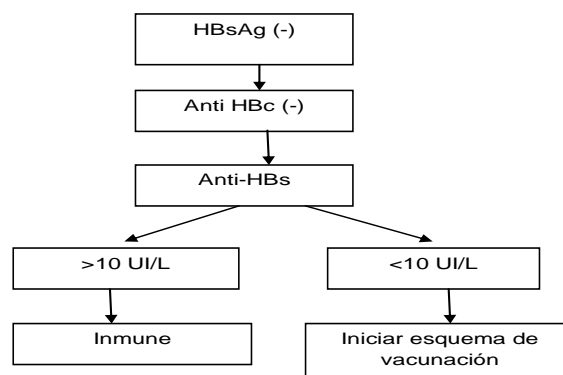 HBsAg (-)
Anti HBc (-)
Anti-HBs
>10 UI/L
<10 UI/L
Inmune
Iniciar esquema de
vacunación